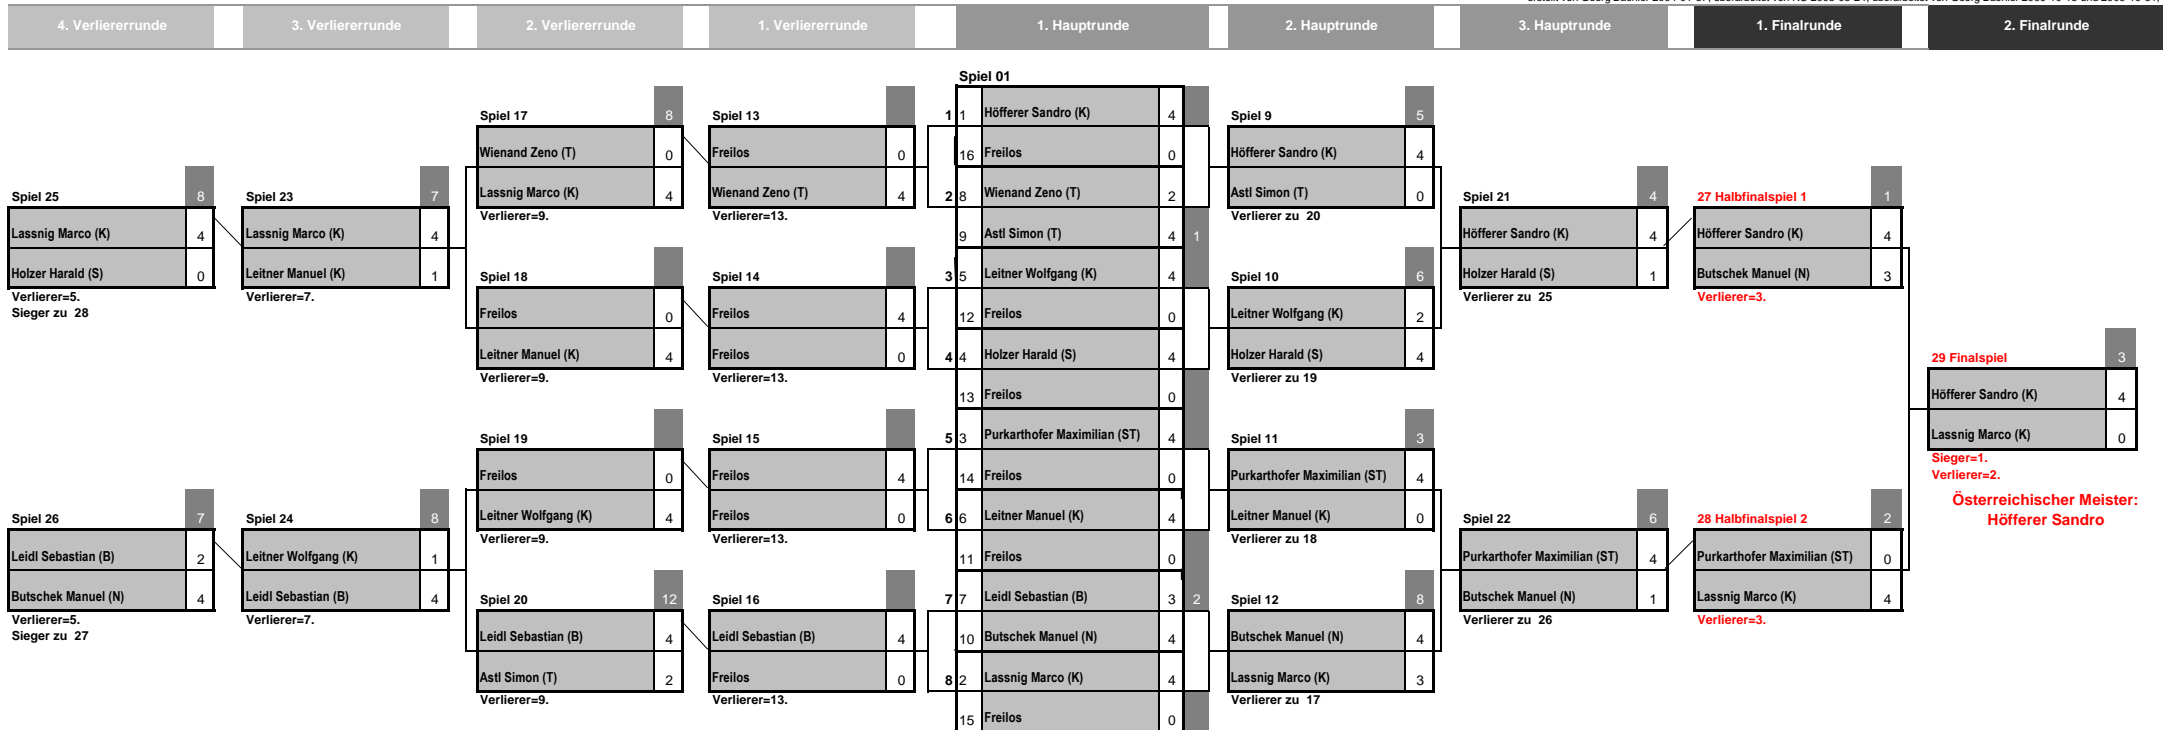 4. Verliererrunde
3. Verliererrunde
2. Verliererrunde
1. Verliererrunde
1. Hauptrunde
2. Hauptrunde
3. Hauptrunde
1. Finalrunde
2. Finalrunde
Spiel 25 8
Lassnig Marco (K) 4
Holzer Harald (S) 0
Verlierer=5.
Sieger zu 28
Spiel 26 7
Leidl Sebastian (B) 2
Butschek Manuel (N) 4
Verlierer=5.
Sieger zu 27
Spiel 23 7
Lassnig Marco (K) 4
Leitner Manuel (K) 1
Verlierer=7.
Spiel 24 8
Leitner Wolfgang (K) 1
Leidl Sebastian (B) 4
Verlierer=7.
Spiel 17 8
Wienand Zeno (T) 0
Lassnig Marco (K) 4
Verlierer=9.
Spiel 18
Freilos 0
Leitner Manuel (K) 4
Verlierer=9.
Spiel 19
Freilos 0
Leitner Wolfgang (K) 4
Verlierer=9.
Spiel 20 12
Leidl Sebastian (B) 4
Astl Simon (T) 2
Verlierer=9.
Spiel 13
Freilos 0
Wienand Zeno (T) 4
Verlierer=13.
Spiel 14
Freilos 4
Freilos 0
Verlierer=13.
Spiel 15
Freilos 4
Freilos 0
Verlierer=13.
Spiel 16
Leidl Sebastian (B) 4
Freilos 0
Verlierer=13.
Spiel 01
1 1 Höfferer Sandro (K) 4
16 Freilos 0
2 8 Wienand Zeno (T) 2
9 Astl Simon (T) 4 1
3 5 Leitner Wolfgang (K) 4
12 Freilos 0
4 4 Holzer Harald (S) 4
13 Freilos 0
5 3 Purkarthofer Maximilian (ST) 4
14 Freilos 0
6 6 Leitner Manuel (K) 4
11 Freilos 0
7 7 Leidl Sebastian (B) 3 2
10 Butschek Manuel (N) 4
8 2 Lassnig Marco (K) 4
15 Freilos 0
Spiel 9 5
Höfferer Sandro (K) 4
Astl Simon (T) 0
Verlierer zu 20
Spiel 10 6
Leitner Wolfgang (K) 2
Holzer Harald (S) 4
Verlierer zu 19
Spiel 11 3
Purkarthofer Maximilian (ST) 4
Leitner Manuel (K) 0
Verlierer zu 18
Spiel 12 8
Butschek Manuel (N) 4
Lassnig Marco (K) 3
Verlierer zu 17
Spiel 21 4
Höfferer Sandro (K) 4
Holzer Harald (S) 1
Verlierer zu 25
Spiel 22 6
Purkarthofer Maximilian (ST) 4
Butschek Manuel (N) 1
Verlierer zu 26
27 Halbfinalspiel 1 1
Höfferer Sandro (K) 4
Butschek Manuel (N) 3
Verlierer=3.
28 Halbfinalspiel 2 2
Purkarthofer Maximilian (ST) 0
Lassnig Marco (K) 4
Verlierer=3.
29 Finalspiel 3
Höfferer Sandro (K) 4
Lassnig Marco (K) 0
Sieger=1.
Verlierer=2.
Österreichischer Meister:
Höfferer Sandro